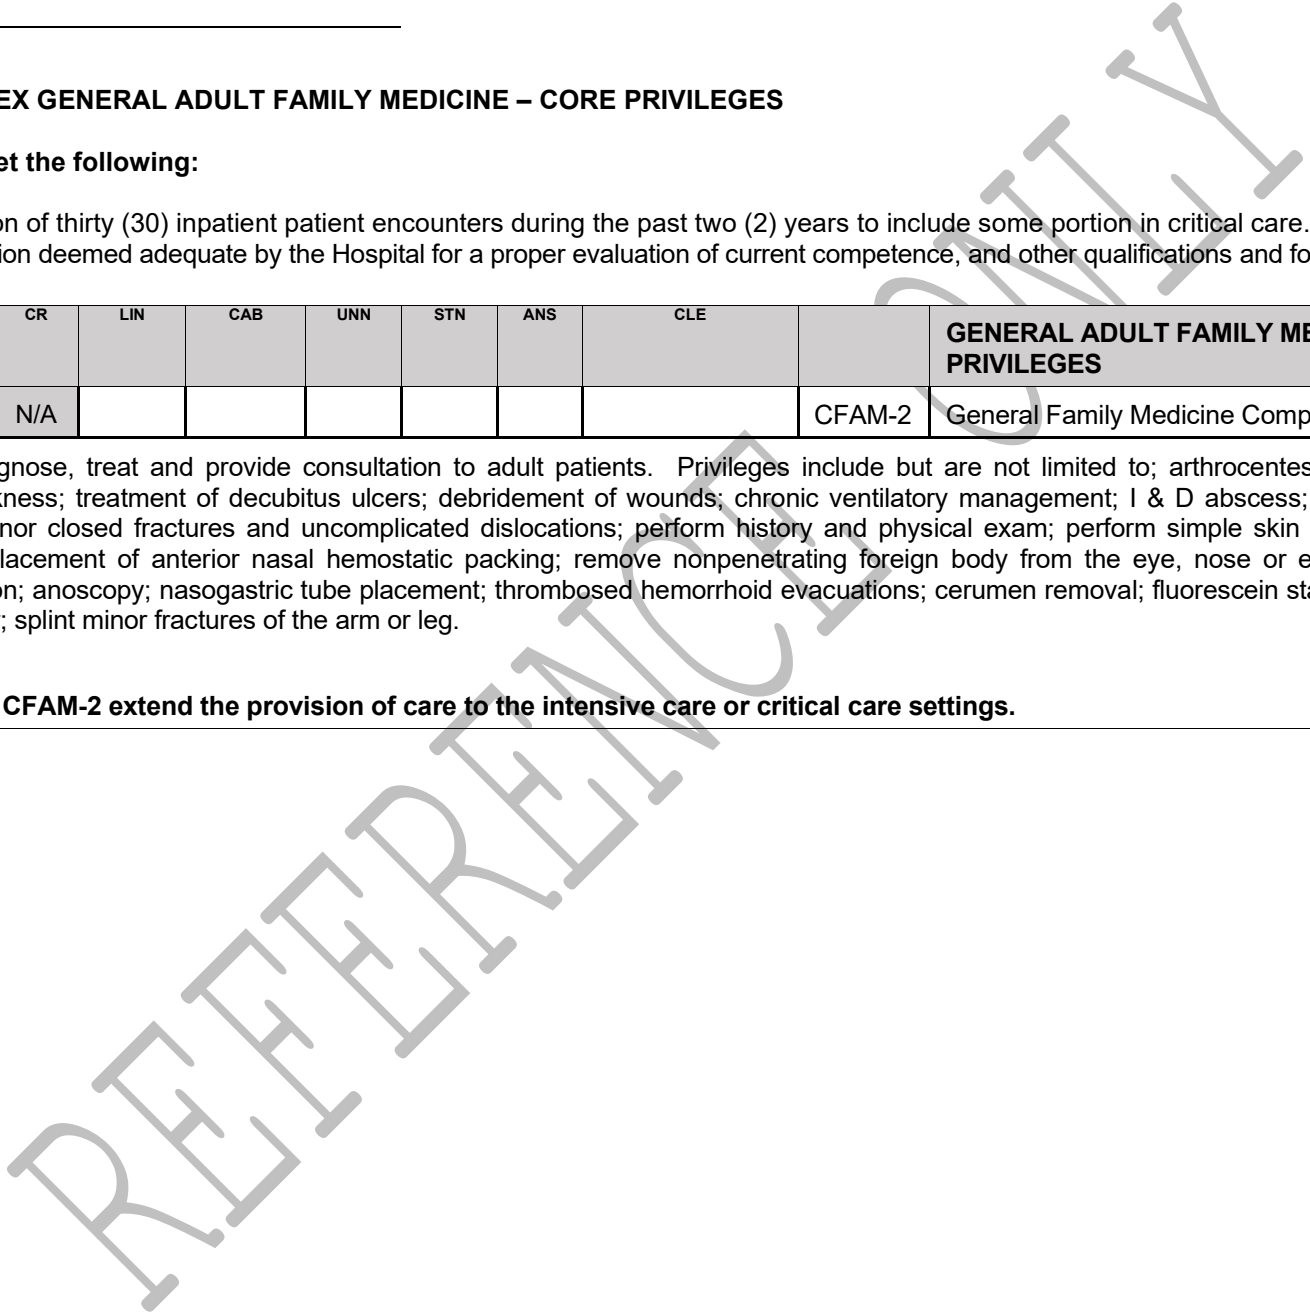 EX GENERAL ADULT FAMILY MEDICINE – CORE PRIVILEGES
et the following:
on of thirty (30) inpatient patient encounters during the past two (2) years to include some portion in critical care.
ion deemed adequate by the Hospital for a proper evaluation of current competence, and other qualifications and fo
CR LIN CAB UNN STN ANS CLE
GENERAL ADULT FAMILY ME
PRIVILEGES
N/A CFAM-2 General Family Medicine Comp
gnose, treat and provide consultation to adult patients. Privileges include but are not limited to; arthrocentes
kness; treatment of decubitus ulcers; debridement of wounds; chronic ventilatory management; I & D abscess;
nor closed fractures and uncomplicated dislocations; perform history and physical exam; perform simple skin
lacement of anterior nasal hemostatic packing; remove nonpenetrating foreign body from the eye, nose or e
on; anoscopy; nasogastric tube placement; thrombosed hemorrhoid evacuations; cerumen removal; fluorescein sta
; splint minor fractures of the arm or leg.
CFAM-2 extend the provision of care to the intensive care or critical care settings.
REFERENCE ONLY